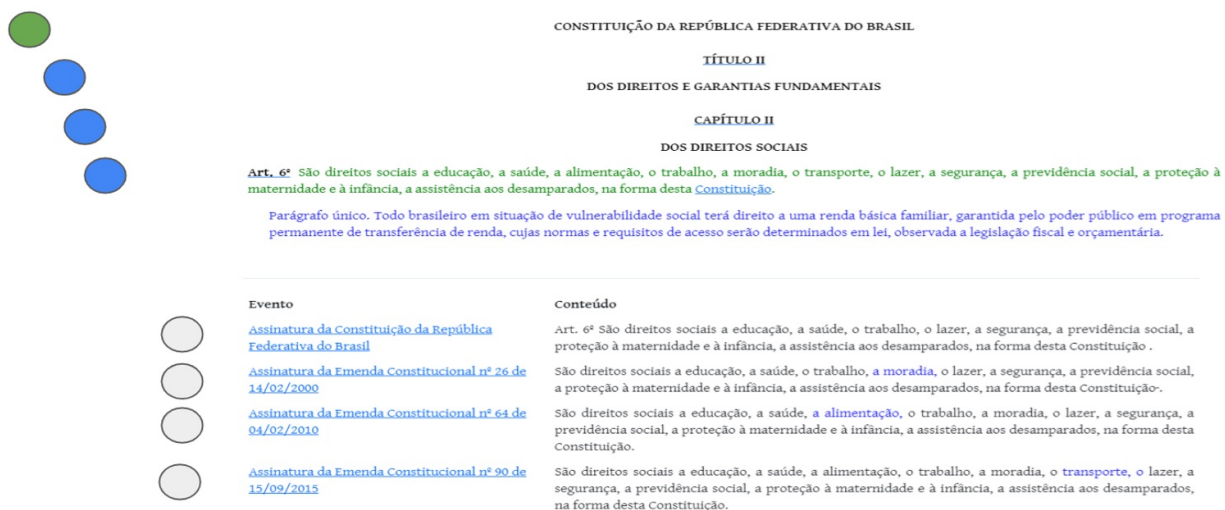 CONSTITUIÇÃO DA REPÚBLICA FEDERATIVA DO BRASIL
TÍTULO II
DOS DIREITOS E GARANTIAS FUNDAMENTAIS
CAPÍTULO II
DOS DIREITOS SOCIAIS
Art. 6º São direitos sociais a educação, a saúde, a alimentação, o trabalho, a moradia, o transporte, o lazer, a segurança, a previdência social, a proteção à
maternidade e à infância, a assistência aos desamparados, na forma desta Constituição.
Parágrafo único. Todo brasileiro em situação de vulnerabilidade social terá direito a uma renda básica familiar, garantida pelo poder público em programa
permanente de transferência de renda, cujas normas e requisitos de acesso serão determinados em lei, observada a legislação fiscal e orçamentária.
Evento Conteúdo
Assinatura da Constituição da República
Federativa do Brasil
Art. 6º São direitos sociais a educação, a saúde, o trabalho, o lazer, a segurança, a previdência social, a
proteção à maternidade e à infância, a assistência aos desamparados, na forma desta Constituição .
Assinatura da Emenda Constitucional nº 26 de
14/02/2000
São direitos sociais a educação, a saúde, o trabalho, a moradia, o lazer, a segurança, a previdência social,
a proteção à maternidade e à infância, a assistência aos desamparados, na forma desta Constituição-.
Assinatura da Emenda Constitucional nº 64 de
04/02/2010
São direitos sociais a educação, a saúde, a alimentação, o trabalho, a moradia, o lazer, a segurança, a
previdência social, a proteção à maternidade e à infância, a assistência aos desamparados, na forma desta
Constituição.
Assinatura da Emenda Constitucional nº 90 de
15/09/2015
São direitos sociais a educação, a saúde, a alimentação, o trabalho, a moradia, o transporte, o lazer, a
segurança, a previdência social, a proteção à maternidade e à infância, a assistência aos desamparados,
na forma desta Constituição.